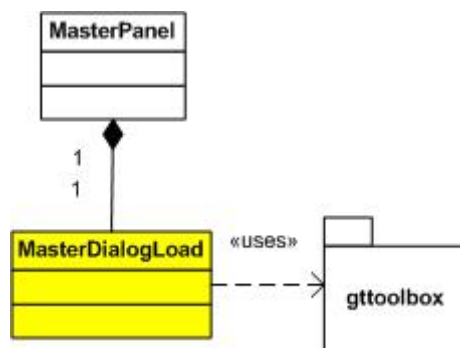 MasterPanel
1
1
MasterDialogLoad
«uses»
gttoolbox